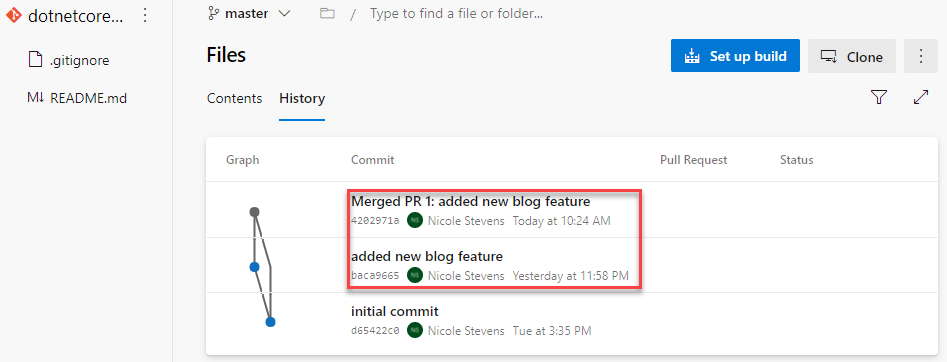 dotnetcore...
.gitignore
README.md
master / Type to find a file or folder...
Files
Set up build
Clone
Contents
History
Graph Commit Pull Request Status
Merged PR 1: added new blog feature
4202971a NS Nicole Stevens Today at 10:24 AM
added new blog feature
baca9665 NS Nicole Stevens Yesterday at 11:58 PM
initial commit
d65422c0 NS Nicole Stevens Tue at 3:35 PM